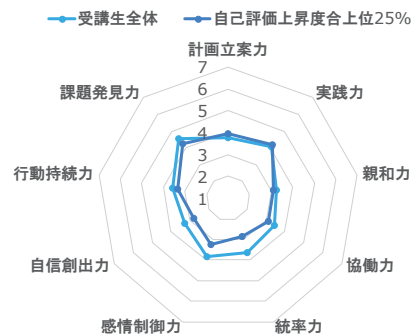 受講生全体 自己評価上昇度合上位25%
計画立案力
課題発見力 実践力
行動持続力 親和力
自信創出力 協働力
感情制御力 統率力
7
6
5
4
3
2
1